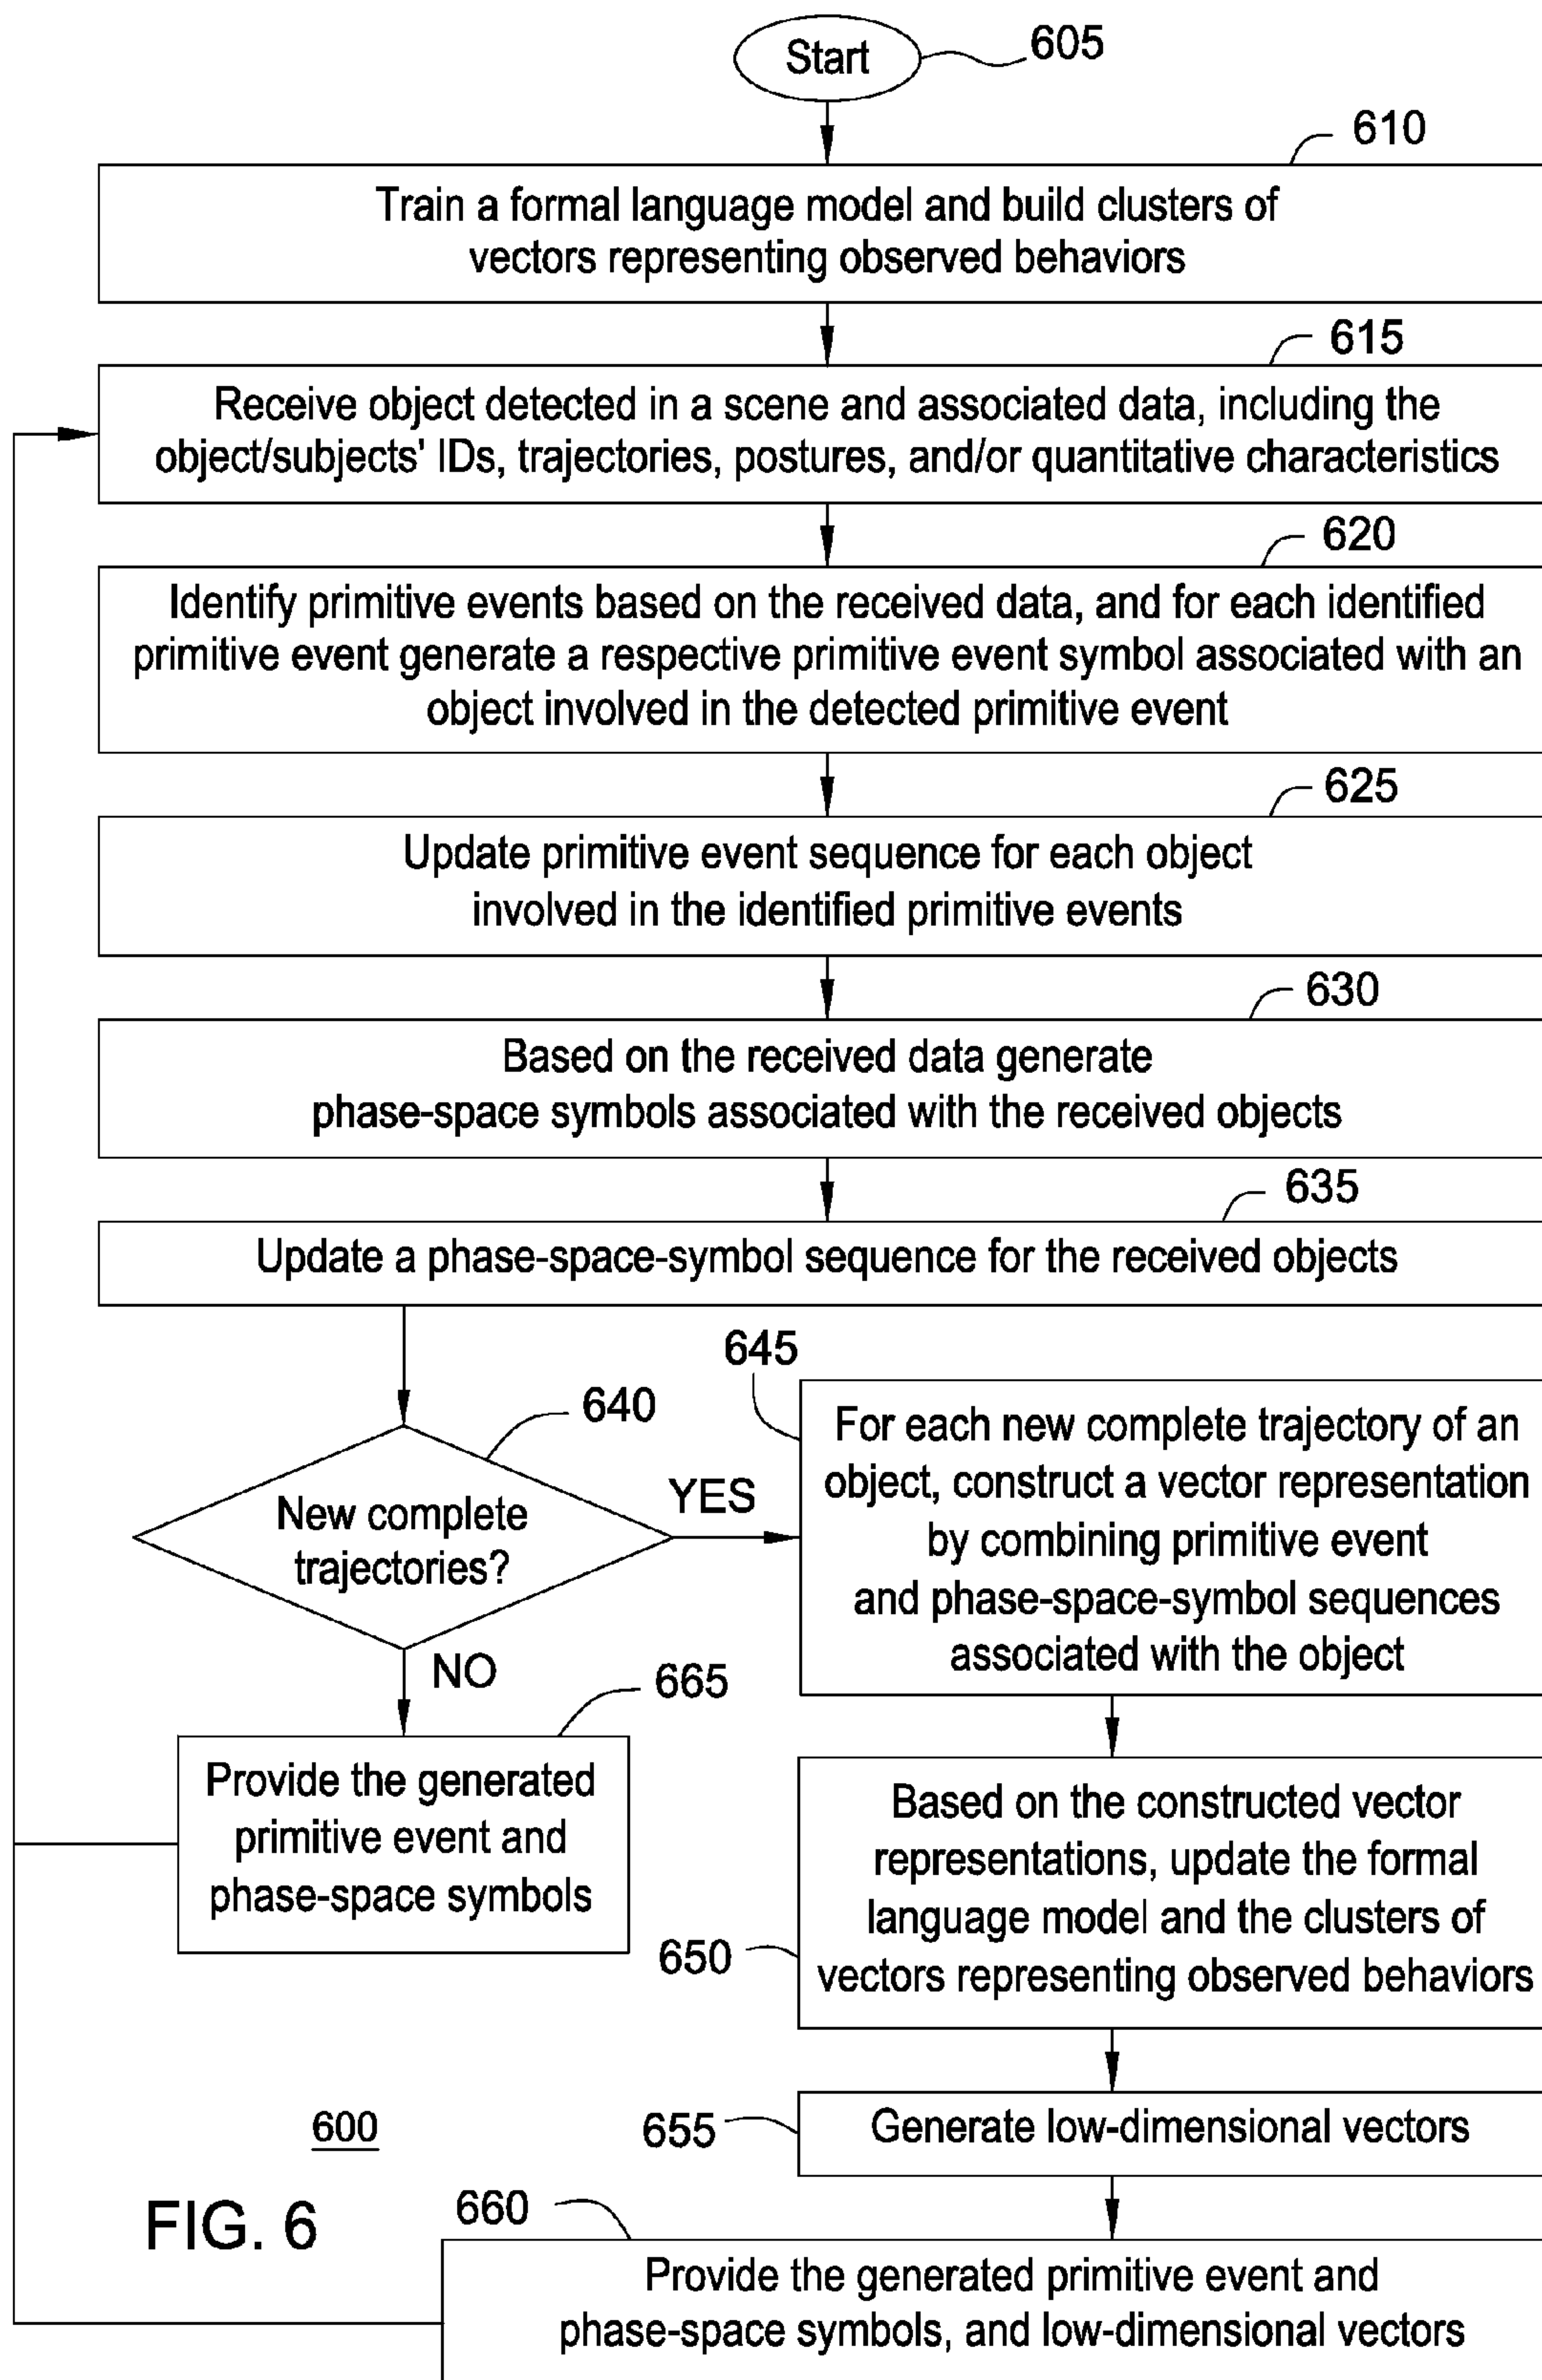 Start
605
610
Train a formal language model and build clusters of
vectors representing observed behaviors
615
Receive object detected in a scene and associated data, including the
object/subjects' IDs, trajectories, postures, and/or quantitative characteristics
620
Identify primitive events based on the received data, and for each identified
primitive event generate a respective primitive event symbol associated with an
object involved in the detected primitive event
625
Update primitive event sequence for each object
involved in the identified primitive events
630
Based on the received data generate
phase-space symbols associated with the received objects
635
Update a phase-space-symbol sequence for the received objects
640
New complete
trajectories?
YES
NO
645
For each new complete trajectory of an
object, construct a vector representation
by combining primitive event
and phase-space-symbol sequences
associated with the object
665
Provide the generated
primitive event and
phase-space symbols
650
Based on the constructed vector
representations, update the formal
language model and the clusters of
vectors representing observed behaviors
655
Generate low-dimensional vectors
660
Provide the generated primitive event and
phase-space symbols, and low-dimensional vectors
600
FIG. 6